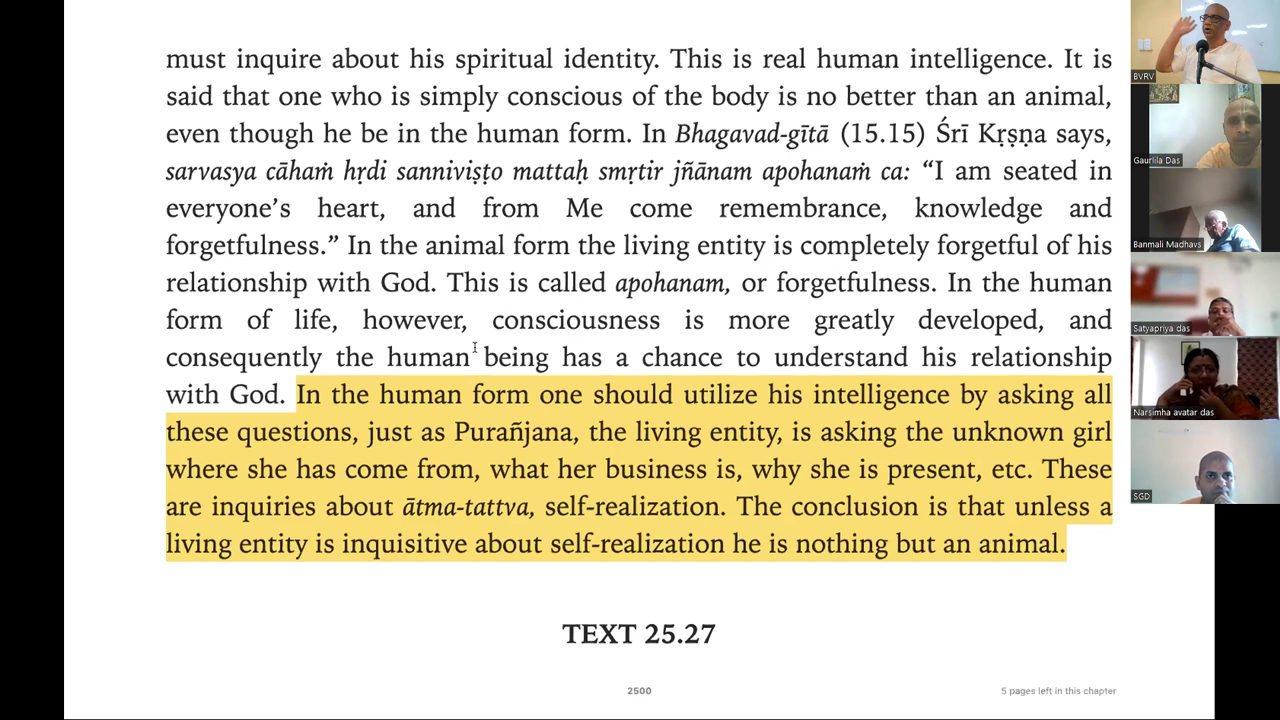 must inquire about his spiritual identity. This is real human intelligence. It is
said that one who is simply conscious of the body is no better than an animal,
even though he be in the human form. In Bhagavad-gītā (15.15) Śrī Kṛṣṇa says,
sarvasya cāhaṁ hṛdi sanniviṣṭo mattaḥ smṛtir jñānam apohanaṁ ca: “I am seated in
everyone’s heart, and from Me come remembrance, knowledge and
forgetfulness.” In the animal form the living entity is completely forgetful of his
relationship with God. This is called apohanam, or forgetfulness. In the human
form of life, however, consciousness is more greatly developed, and
consequently the human being has a chance to understand his relationship
with God. In the human form one should utilize his intelligence by asking all
these questions, just as Purañjana, the living entity, is asking the unknown girl
where she has come from, what her business is, why she is present, etc. These
are inquiries about ātma-tattva, self-realization. The conclusion is that unless a
living entity is inquisitive about self-realization he is nothing but an animal.
TEXT 25.27
2500
5 pages left in this chapter
BVRV
Gaurlila Das
Banmali Madhavs
Satyapriya das
Narsimha avatar das
SGD